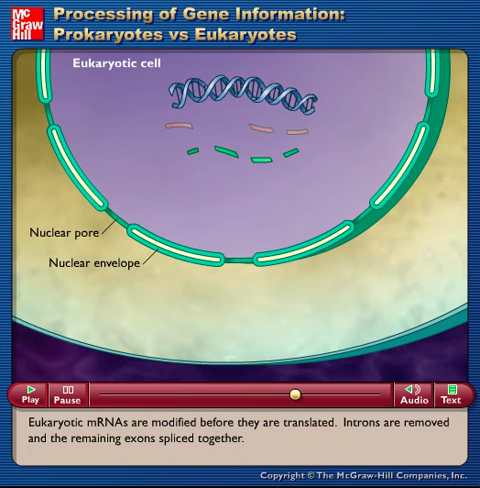 Mc
Graw
Hill
Processing of Gene Information:
Prokaryotes vs Eukaryotes
Eukaryotic cell
Nuclear pore
Nuclear envelope
Play
Pause
Audio
Text
Eukaryotic mRNAs are modified before they are translated. Introns are removed
and the remaining exons spliced together.
Copyright © The McGraw-Hill Companies, Inc.